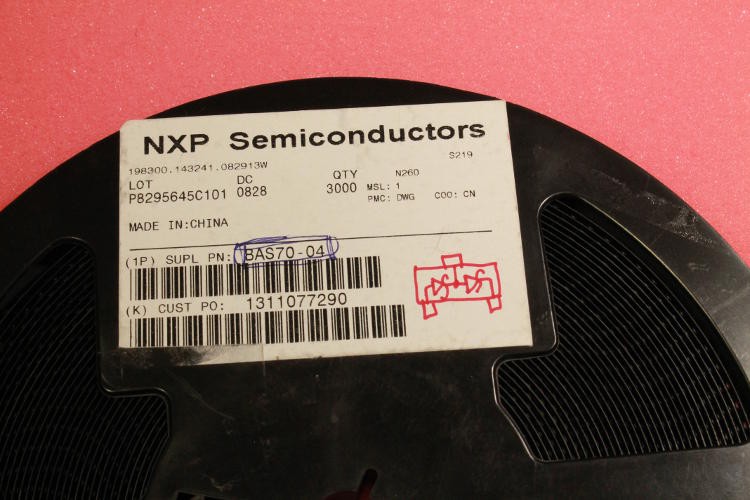 NXP Semiconductors
198300.143241.082913W
S219
LOT DC QTY N260
P8295645C101 0828 3000 MSL: 1
PMC: DWG COO: CN
MADE IN:CHINA
(1P) SUPL PN: BAS70-04
(K) CUST PO: 1311077290